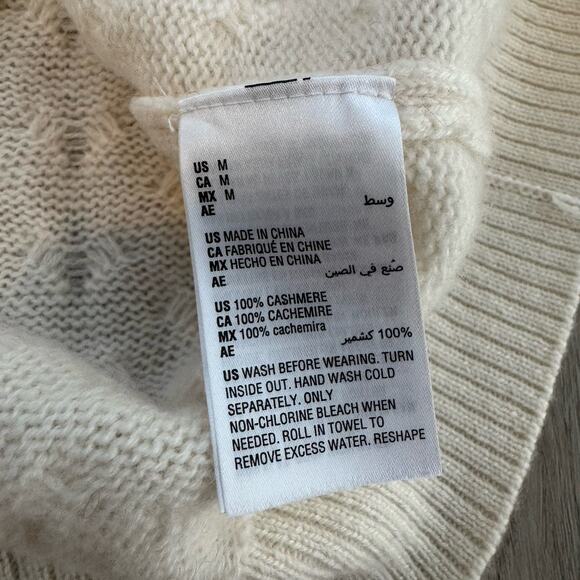 US M
CA M
MX M
AE وسط
US MADE IN CHINA
CA FABRIQUÉ EN CHINE
MX HECHO EN CHINA
AE صُنع في الصين
US 100% CASHMERE
CA 100% CACHEMIRE
MX 100% cachemira
AE 100% كشمير
US WASH BEFORE WEARING. TURN
INSIDE OUT. HAND WASH COLD
SEPARATELY. ONLY
NON-CHLORINE BLEACH WHEN
NEEDED. ROLL IN TOWEL TO
REMOVE EXCESS WATER. RESHAPE